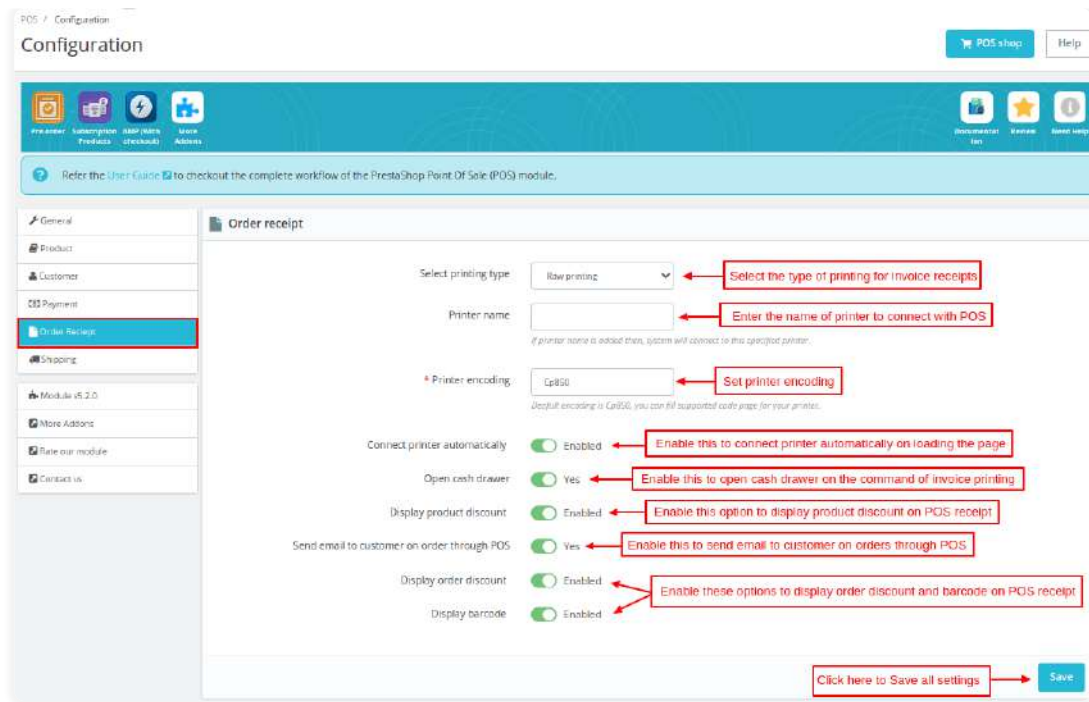 POS / Configuration
Configuration
POS shop
Help
Subscription Products
More Addons
Review
Need Help
Refer the User Guide to checkout the complete workflow of the PrestaShop Point Of Sale (POS) module.
General
Product
Customer
Payment
Order Reciept
Shipping
Module v5.2.0
More Addons
Rate our module
Contact us
Order receipt
Select printing type
Raw printing
Select the type of printing for invoice receipts
Printer name
Enter the name of printer to connect with POS
if printer name is added then, system will connect to this specified printer.
* Printer encoding
Cp850
Set printer encoding
Default encoding is Cp850, you can fill supported code page for your printer.
Connect printer automatically
Enabled
Enable this to connect printer automatically on loading the page
Open cash drawer
Yes
Enable this to open cash drawer on the command of invoice printing
Display product discount
Enabled
Enable this option to display product discount on POS receipt
Send email to customer on order through POS
Yes
Enable this to send email to customer on orders through POS
Display order discount
Enabled
Enable these options to display order discount and barcode on POS receipt
Display barcode
Enabled
Click here to Save all settings
Save